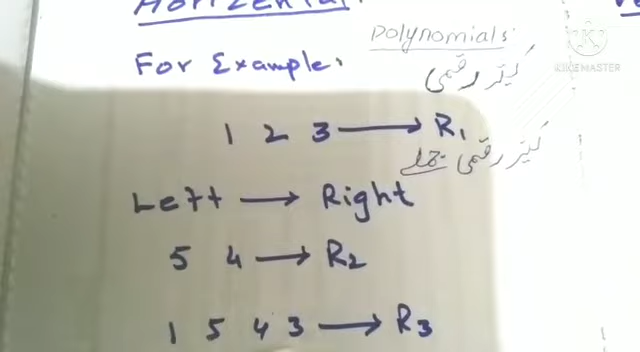 Horizental.
Polynomials.
For Example.
کثیر رقمی
1 2 3 → R1
کثیر رقمی جملے
Left → Right
5 4 → R2
1 5 4 3 → R3
KINEMASTER